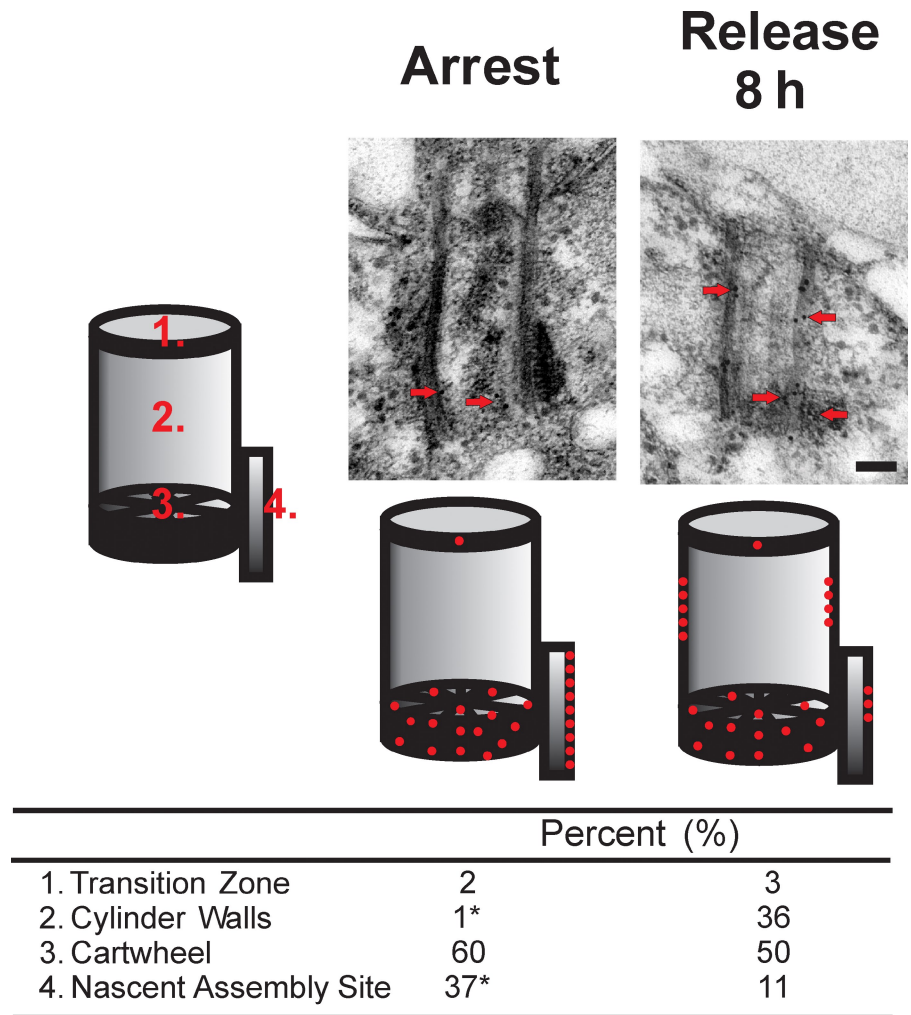 Arrest
Release
8 h
1.
2.
3.
4.
Percent (%)
1. Transition Zone 2 3
2. Cylinder Walls 1* 36
3. Cartwheel 60 50
4. Nascent Assembly Site 37* 11